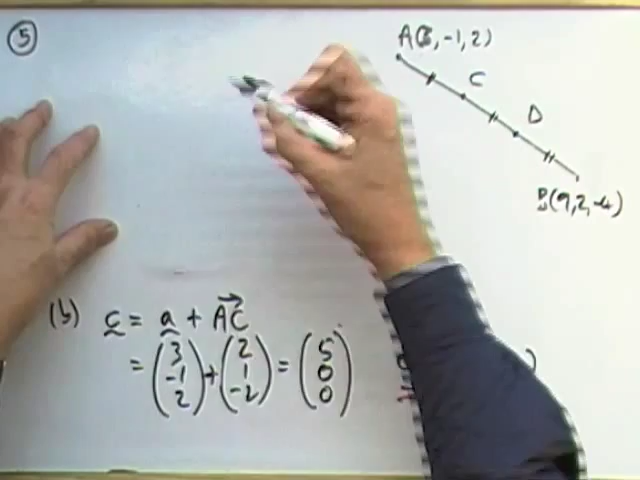 5
A(3, -1, 2)
C
D
B(9, 2, -4)
(b) c = a + AC
= (3 -1 2) + (2 1 -2) = (5 0 0)